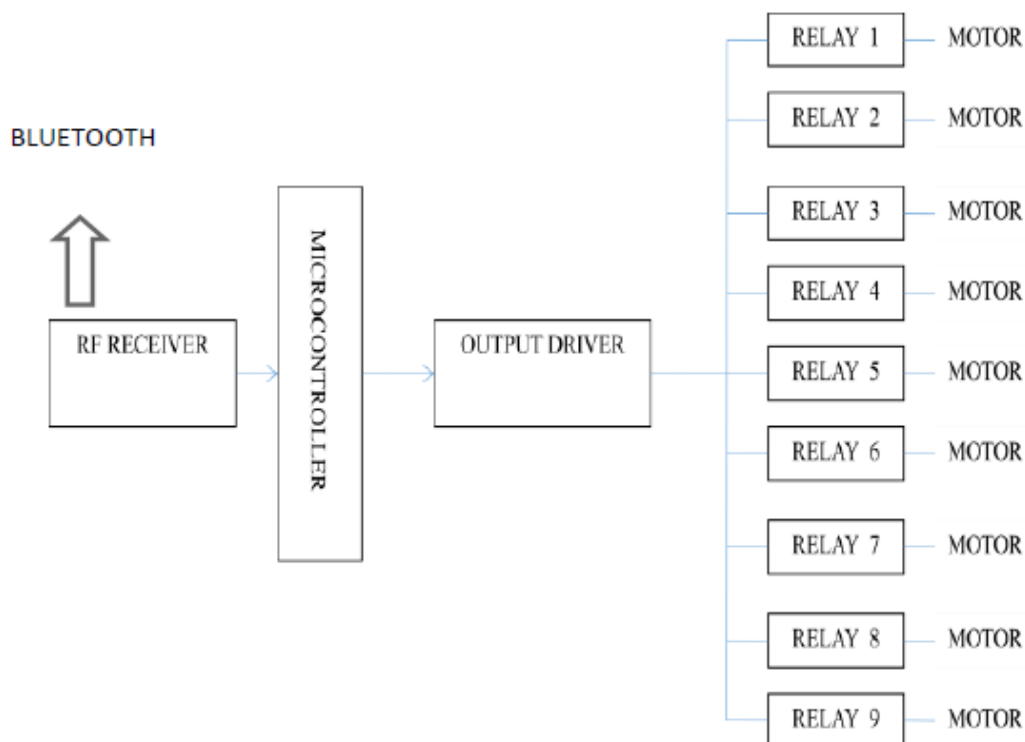 BLUETOOTH
RF RECEIVER
MICROCONTROLLER
OUTPUT DRIVER
RELAY 1 MOTOR
RELAY 2 MOTOR
RELAY 3 MOTOR
RELAY 4 MOTOR
RELAY 5 MOTOR
RELAY 6 MOTOR
RELAY 7 MOTOR
RELAY 8 MOTOR
RELAY 9 MOTOR